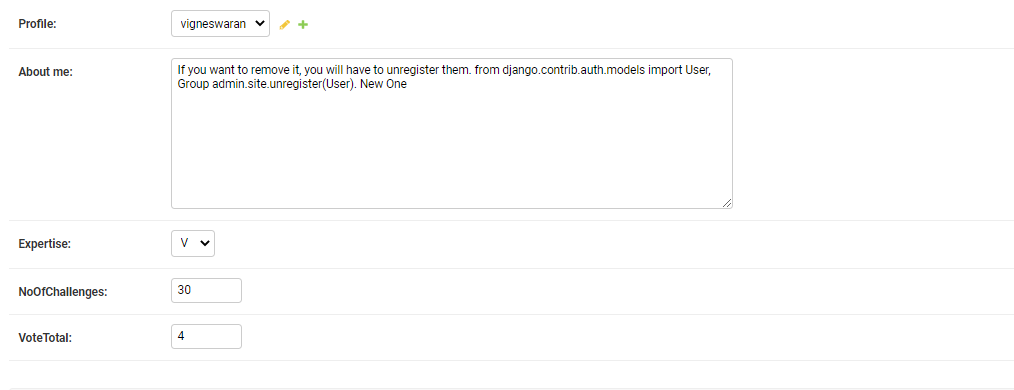 Profile: vigneswaran
About me: If you want to remove it, you will have to unregister them. from django.contrib.auth.models import User,
Group admin.site.unregister(User). New One
Expertise: V
NoOfChallenges: 30
VoteTotal: 4